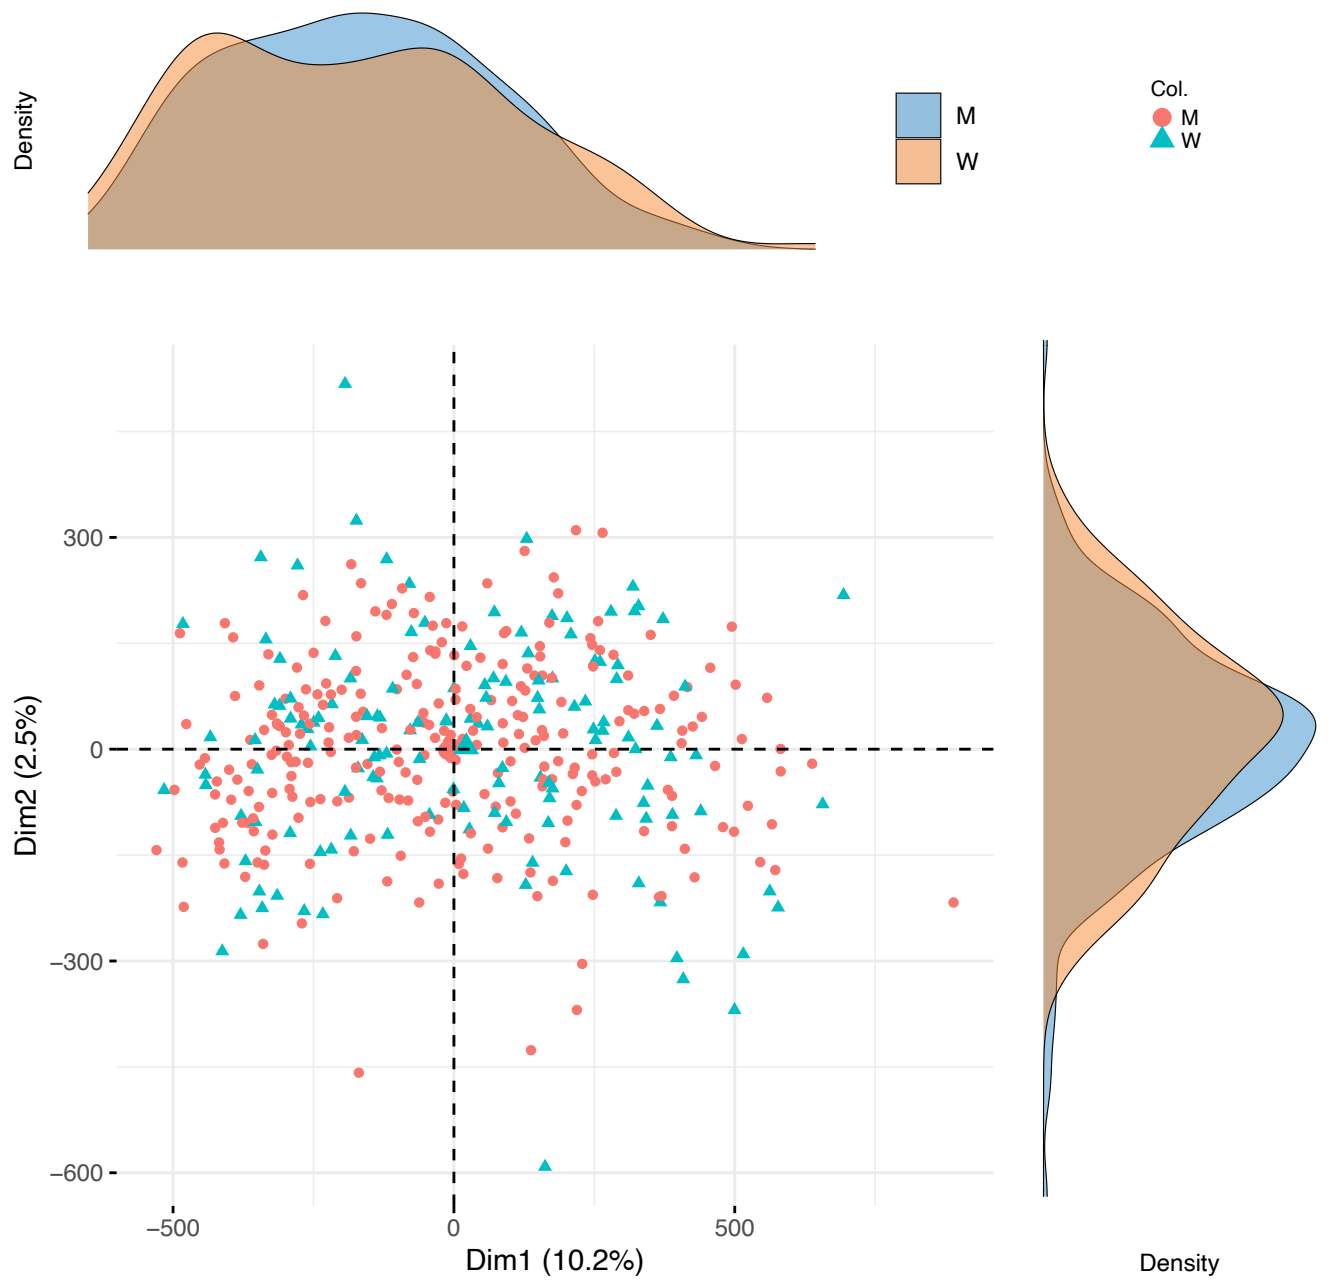 Density
M
W
Col.
M
W
Dim2 (2.5%)
300
0
−300
−600
−500
0
500
Dim1 (10.2%)
Density